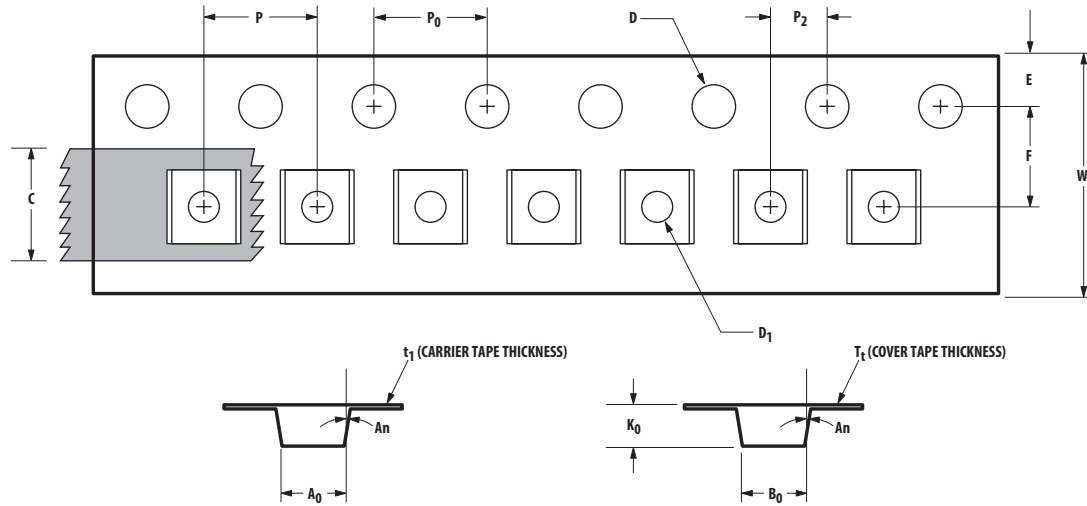 P
P0
D
P2
E
F
W
C
D1
t1 (CARRIER TAPE THICKNESS)
Tt (COVER TAPE THICKNESS)
An
K0
An
A0
B0